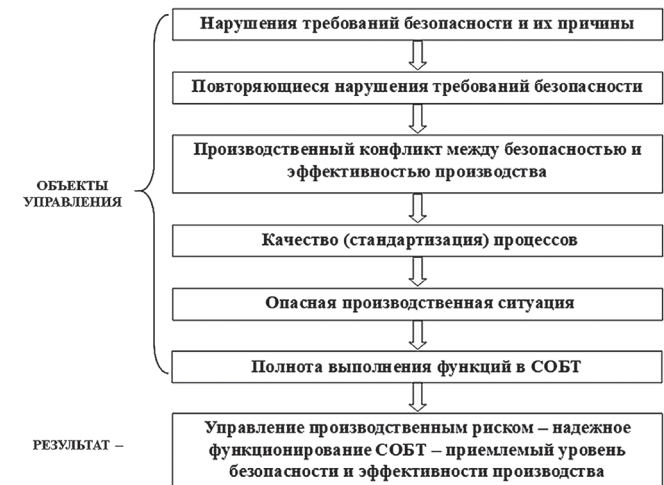 Нарушения требований безопасности и их причины
Повторяющиеся нарушения требований безопасности
Производственный конфликт между безопасностью и
эффективностью производства
ОБЪЕКТЫ
УПРАВЛЕНИЯ
Качество (стандартизация) процессов
Опасная производственная ситуация
Полнота выполнения функций в СОБТ
РЕЗУЛЬТАТ –
Управление производственным риском – надежное
функционирование СОБТ – приемлемый уровень
безопасности и эффективности производства